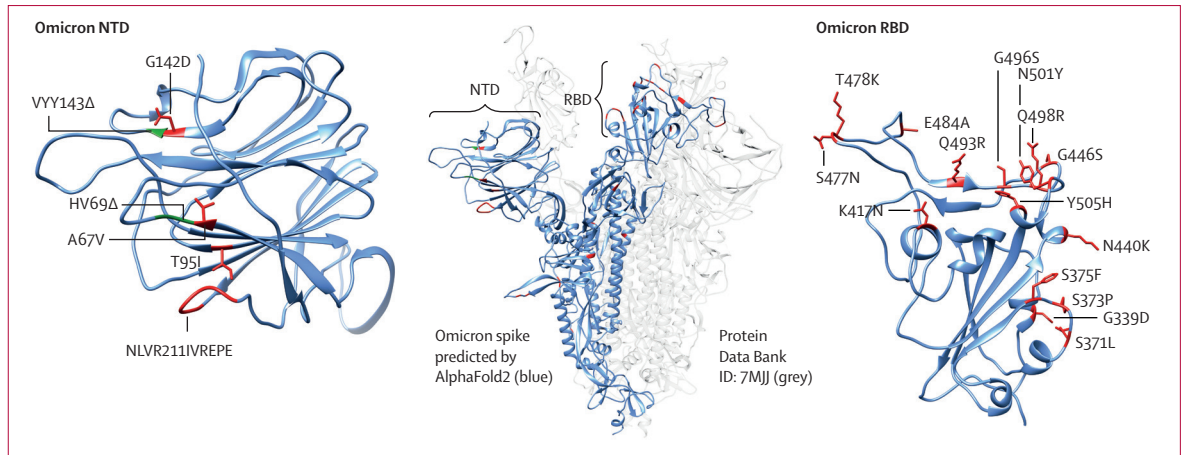 Omicron NTD
G142D
VYY143Δ
HV69Δ
A67V
T95I
NLVR211IVREPE
NTD
RBD
Omicron spike
predicted by
AlphaFold2 (blue)
Protein
Data Bank
ID: 7MJJ (grey)
Omicron RBD
G496S
N501Y
T478K
Q498R
E484A
Q493R
G446S
S477N
Y505H
K417N
N440K
S375F
S373P
G339D
S371L